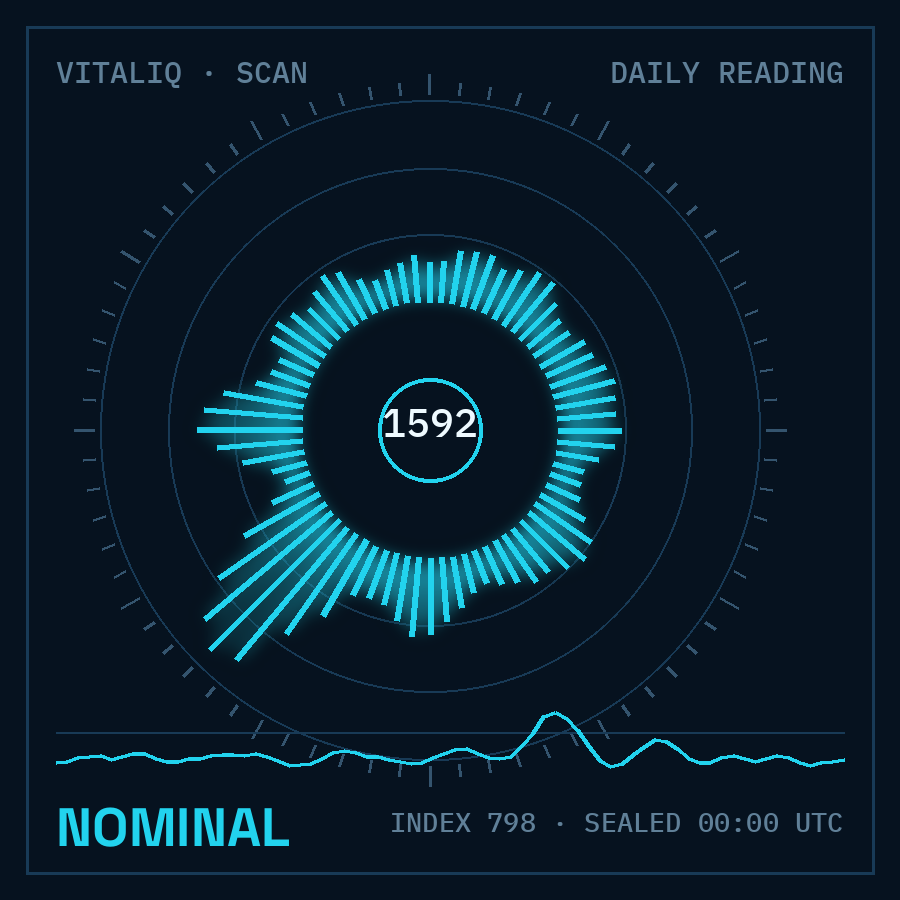 VITALIQ · SCAN
DAILY READING
1592
NOMINAL
INDEX 798 · SEALED 00:00 UTC